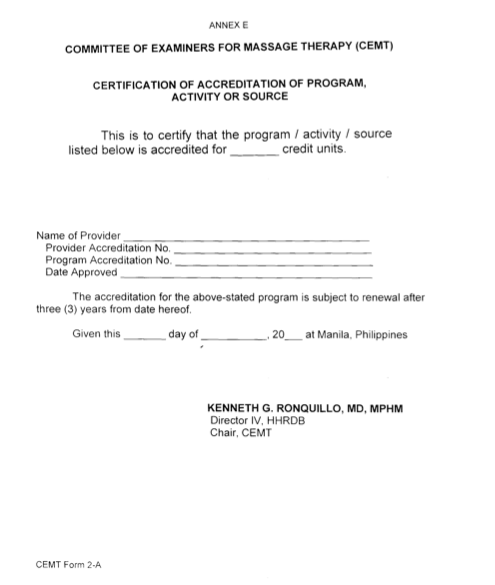 ANNEX E
COMMITTEE OF EXAMINERS FOR MASSAGE THERAPY (CEMT)
CERTIFICATION OF ACCREDITATION OF PROGRAM,
ACTIVITY OR SOURCE
This is to certify that the program / activity / source
listed below is accredited for _______ credit units.
Name of Provider ________________________________
Provider Accreditation No. __________________________
Program Accreditation No. __________________________
Date Approved _________________________________
The accreditation for the above-stated program is subject to renewal after
three (3) years from date hereof.
Given this _______ day of ___________, 20___ at Manila, Philippines
KENNETH G. RONQUILLO, MD, MPHM
Director IV, HHRDB
Chair, CEMT
CEMT Form 2-A